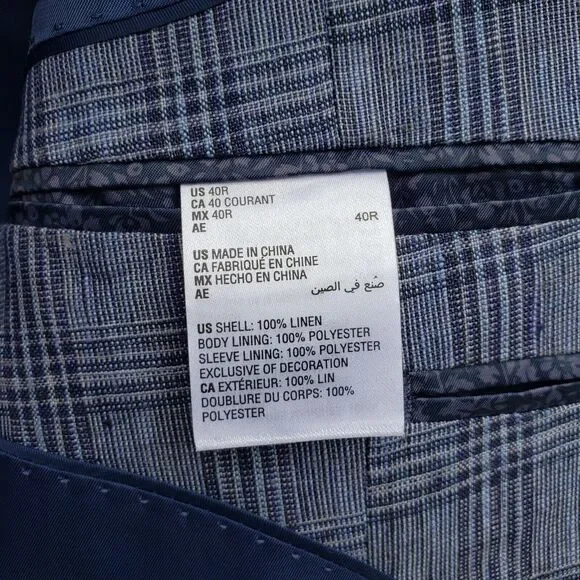 US 40R
CA 40 COURANT
MX 40R 40R
AE
US MADE IN CHINA
CA FABRIQUÉ EN CHINE
MX HECHO EN CHINA
AE صنع في الصين
US SHELL: 100% LINEN
BODY LINING: 100% POLYESTER
SLEEVE LINING: 100% POLYESTER
EXCLUSIVE OF DECORATION
CA EXTÉRIEUR: 100% LIN
DOUBLURE DU CORPS: 100%
POLYESTER